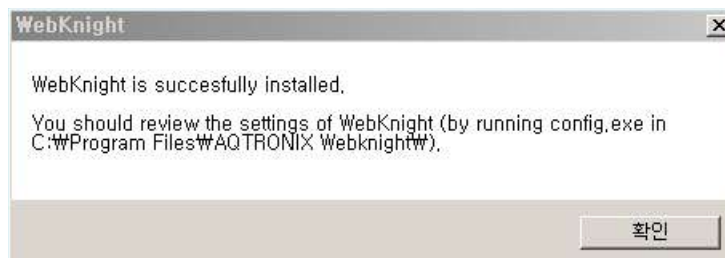 WebKnight
WebKnight is succesfully installed.
You should review the settings of WebKnight (by running config.exe in
C:₩Program Files₩AQTRONIX Webknight₩).
확인